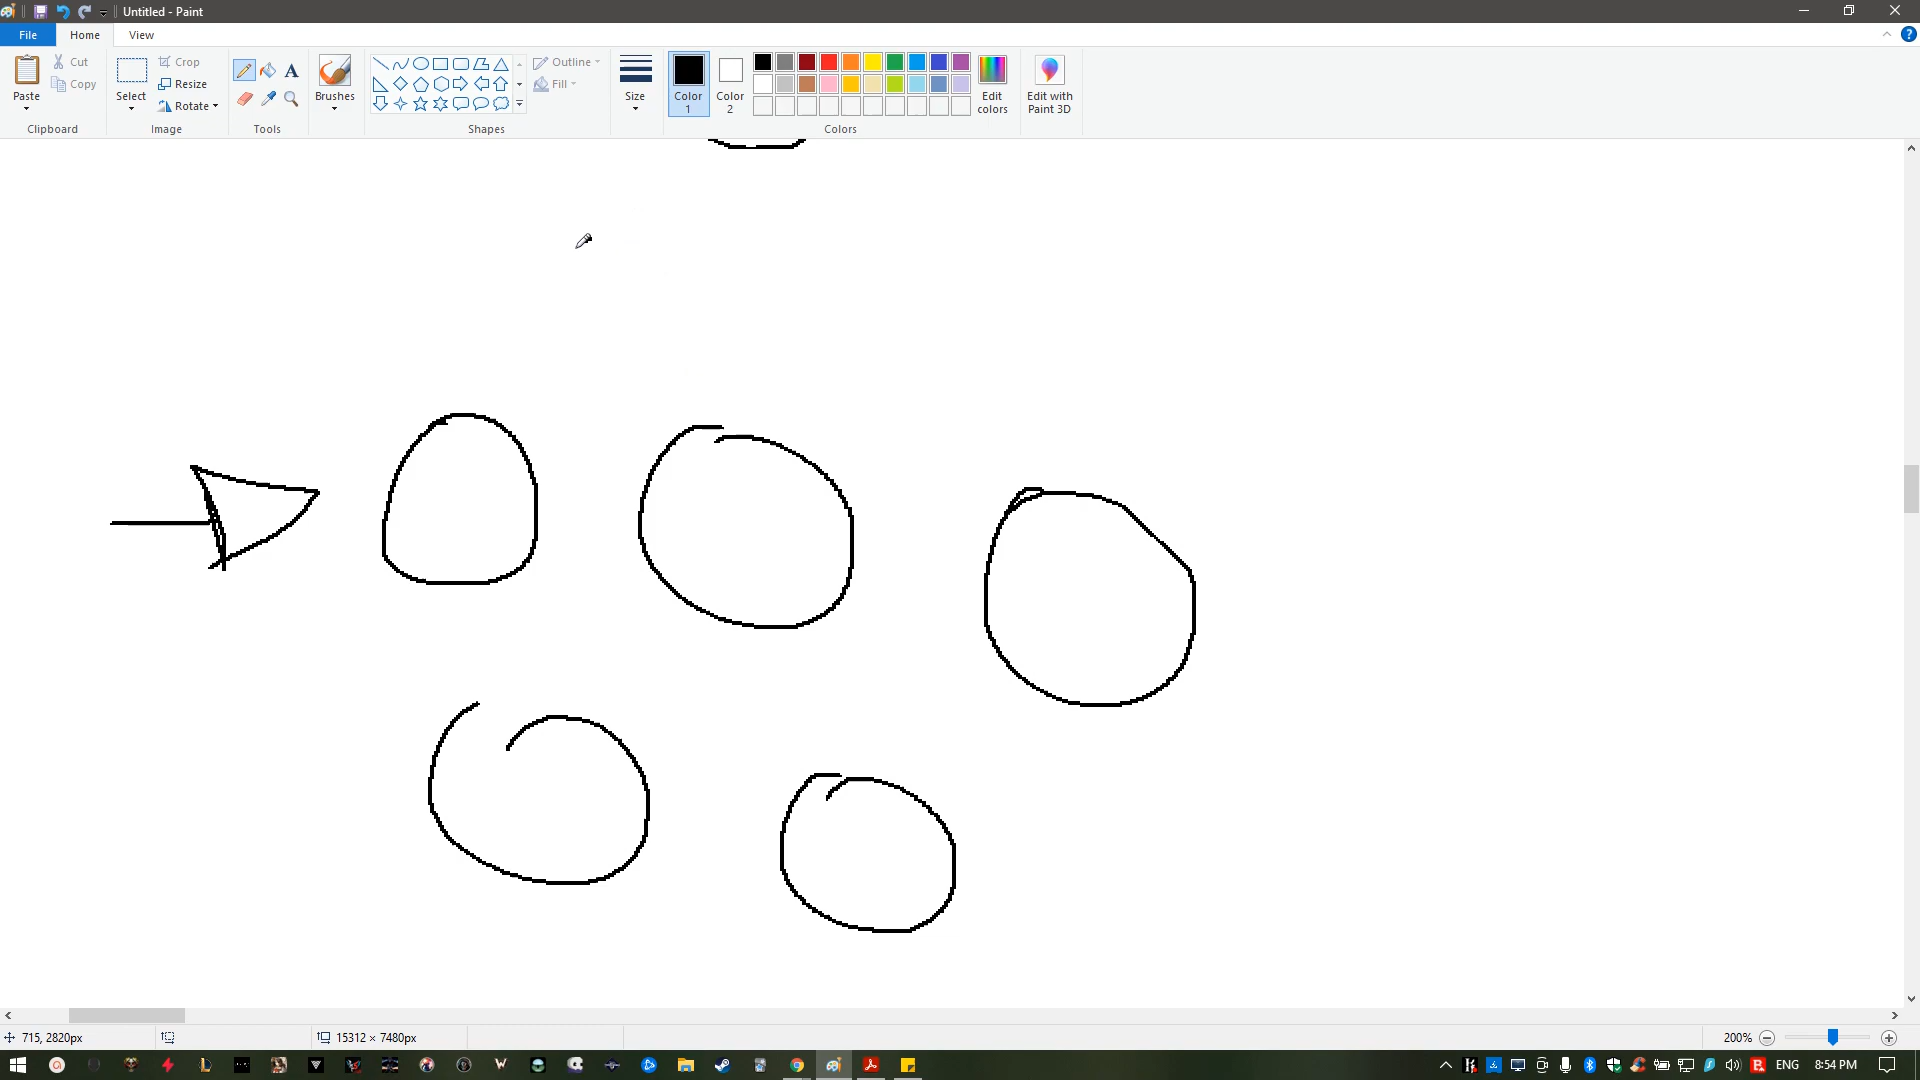 Untitled - Paint
File Home View
Paste
Cut
Copy
Clipboard
Select
Crop
Resize
Rotate
Image
A
Tools
Brushes
Shapes
Outline
Fill
Size
Color 1
Color 2
Edit colors
Colors
Edit with Paint 3D
715, 2820px
15312 × 7480px
200%
ENG
8:54 PM